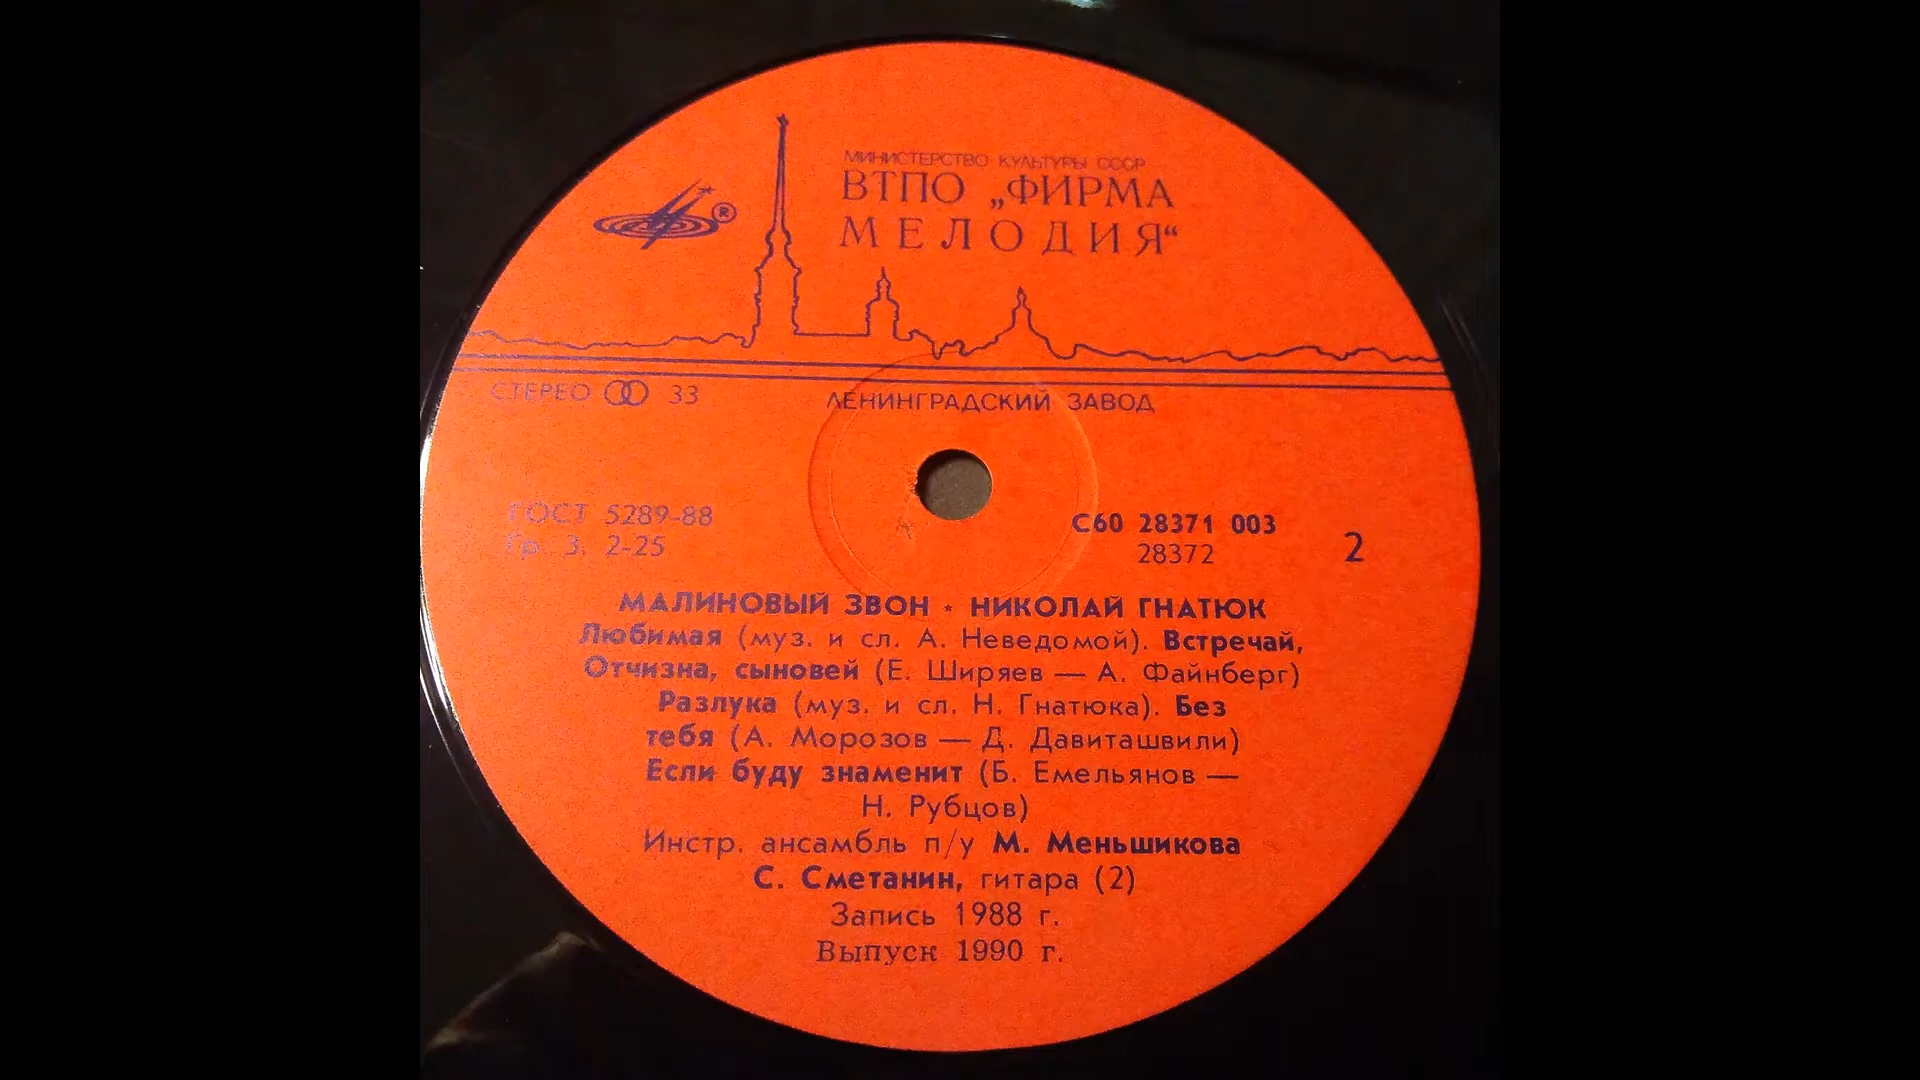 МИНИСТЕРСТВО КУЛЬТУРЫ СССР
ВТПО „ФИРМА
МЕЛОДИЯ“
®
СТЕРЕО 33
ЛЕНИНГРАДСКИЙ ЗАВОД
ГОСТ 5289-88
Гр. 3. 2-25
С60 28371 003
28372
2
МАЛИНОВЫЙ ЗВОН * НИКОЛАЙ ГНАТЮК
Любимая (муз. и сл. А. Неведомой). Встречай,
Отчизна, сыновей (Е. Ширяев — А. Файнберг)
Разлука (муз. и сл. Н. Гнатюка). Без
тебя (А. Морозов — Д. Давиташвили)
Если буду знаменит (Б. Емельянов —
Н. Рубцов)
Инстр. ансамбль п/у М. Меньшикова
С. Сметанин, гитара (2)
Запись 1988 г.
Выпуск 1990 г.